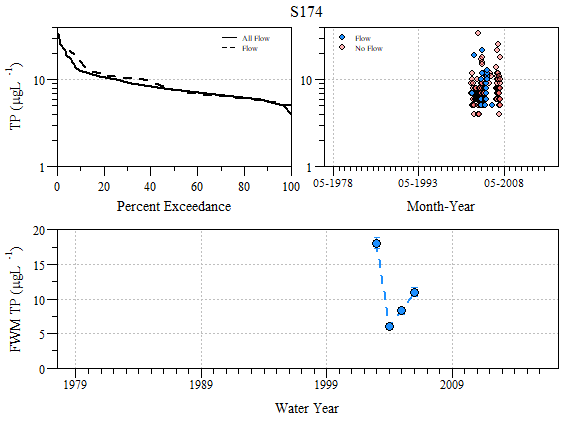 S174
TP (µgL -1)
10
1
0
20
40
60
80
100
Percent Exceedance
All Flow
Flow
10
1
05-1978
05-1993
05-2008
Month-Year
Flow
No Flow
FWM TP (µgL -1)
20
15
10
5
0
1979
1989
1999
2009
Water Year